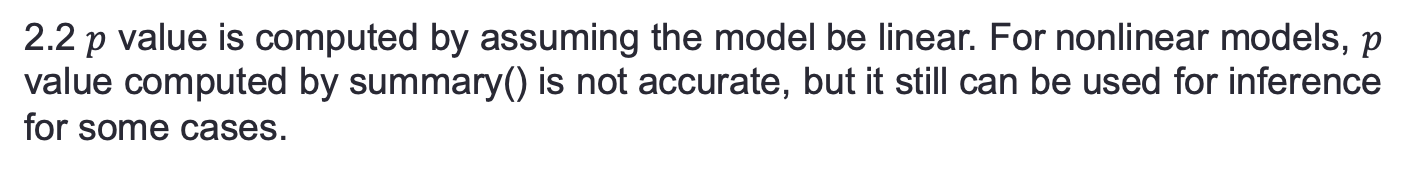 2.2 p value is computed by assuming the model be linear. For nonlinear models, p
value computed by summary() is not accurate, but it still can be used for inference
for some cases.